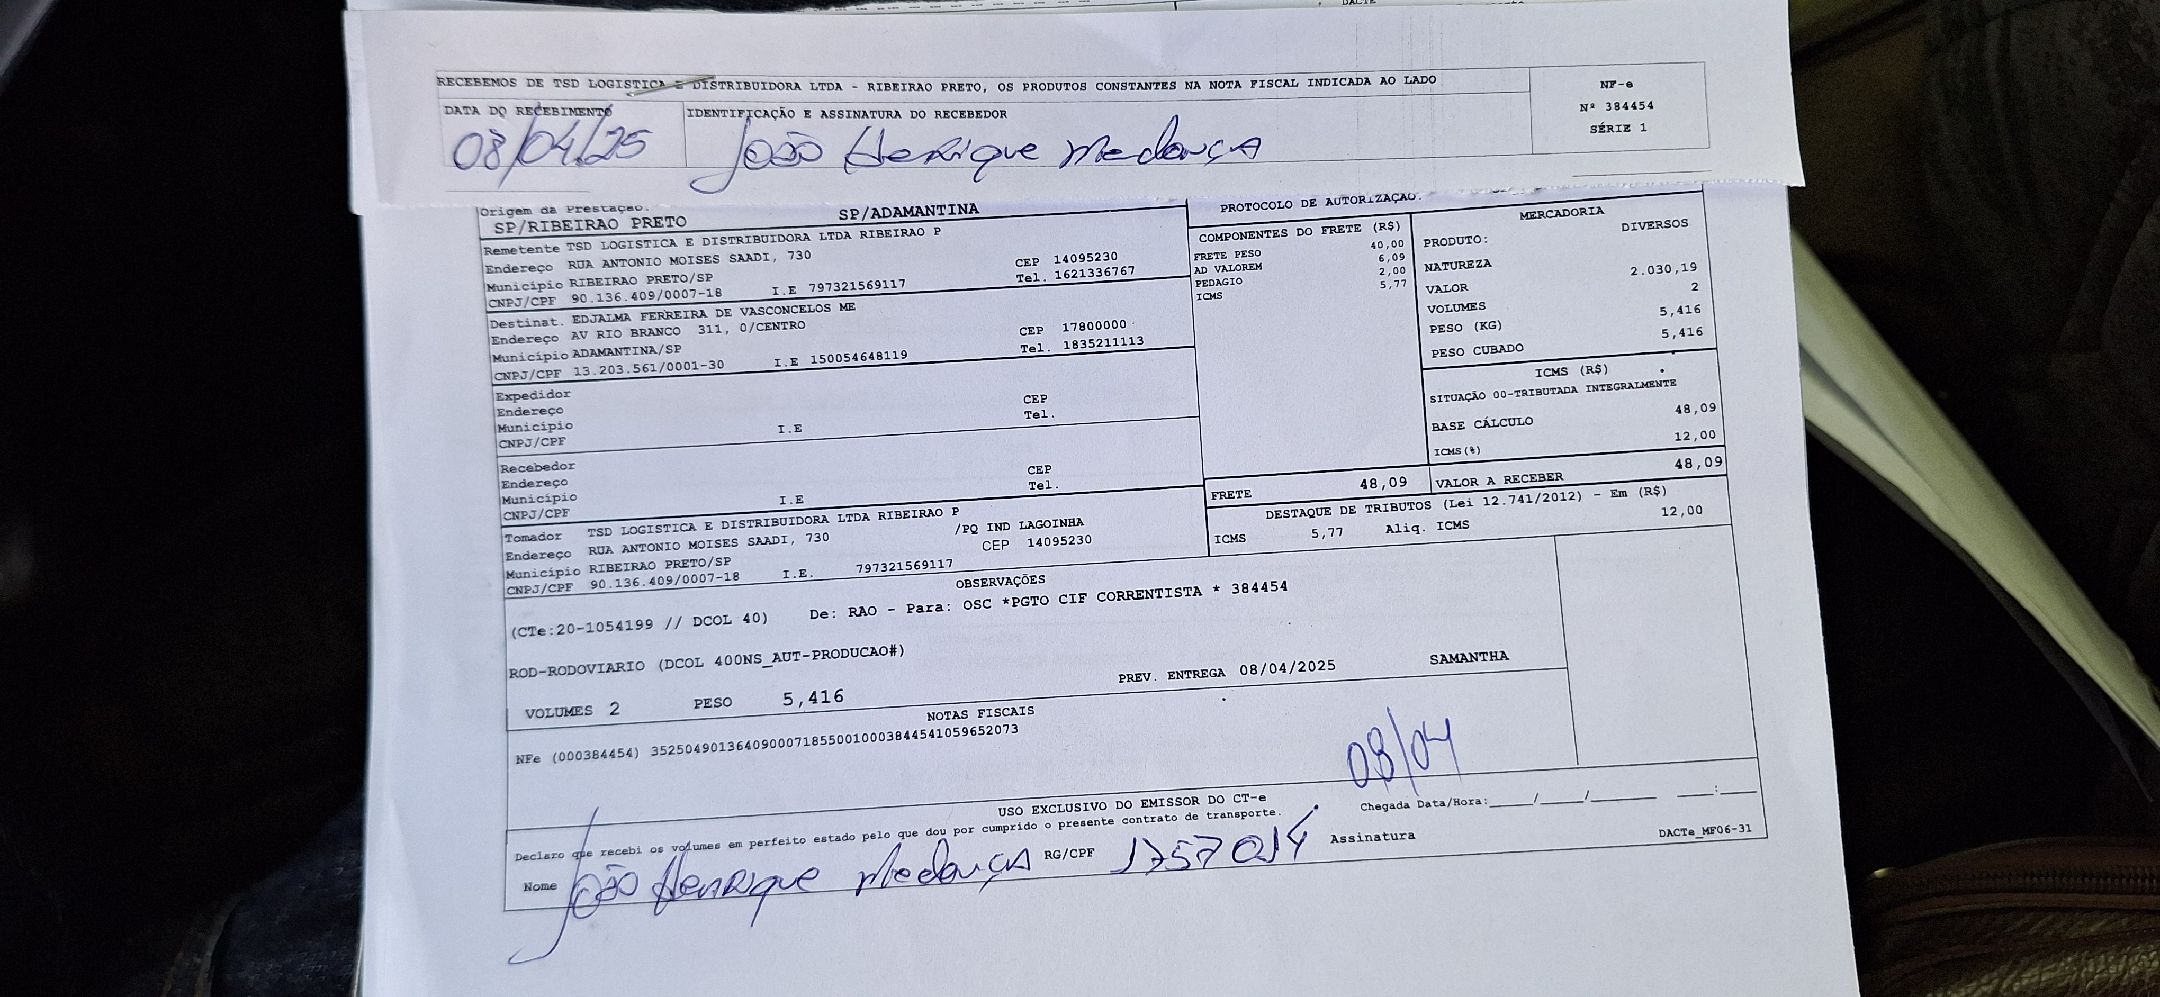 DACTE
RECEBEMOS DE TSD LOGISTICA E DISTRIBUIDORA LTDA - RIBEIRAO PRETO, OS PRODUTOS CONSTANTES NA NOTA FISCAL INDICADA AO LADO
NF-e
Nº 384454
SÉRIE 1
DATA DO RECEBIMENTO
IDENTIFICAÇÃO E ASSINATURA DO RECEBEDOR
08/04/25
João Henrique Medonça
Origem da Prestação.
SP/RIBEIRAO PRETO SP/ADAMANTINA
Remetente TSD LOGISTICA E DISTRIBUIDORA LTDA RIBEIRAO P
Endereço RUA ANTONIO MOISES SAADI, 730 CEP 14095230
Município RIBEIRAO PRETO/SP Tel. 1621336767
CNPJ/CPF 90.136.409/0007-18 I.E 797321569117
Destinat. EDJALMA FERREIRA DE VASCONCELOS ME
Endereço AV RIO BRANCO 311, 0/CENTRO CEP 17800000
Município ADAMANTINA/SP Tel. 1835211113
CNPJ/CPF 13.203.561/0001-30 I.E 150054648119
Expedidor
Endereço CEP
Município Tel.
CNPJ/CPF I.E
Recebedor
Endereço CEP
Município Tel.
CNPJ/CPF I.E
Tomador TSD LOGISTICA E DISTRIBUIDORA LTDA RIBEIRAO P
Endereço RUA ANTONIO MOISES SAADI, 730 /PQ IND LAGOINHA
Município RIBEIRAO PRETO/SP CEP 14095230
CNPJ/CPF 90.136.409/0007-18 I.E. 797321569117
PROTOCOLO DE AUTORIZAÇÃO.
COMPONENTES DO FRETE (R$)
FRETE PESO 40,00
AD VALOREM 6,09
PEDAGIO 2,00
ICMS 5,77
MERCADORIA
PRODUTO: DIVERSOS
NATUREZA
VALOR 2.030,19
VOLUMES 2
PESO (KG) 5,416
PESO CUBADO 5,416
ICMS (R$)
SITUAÇÃO 00-TRIBUTADA INTEGRALMENTE
BASE CÁLCULO 48,09
ICMS(%) 12,00
FRETE 48,09 VALOR A RECEBER 48,09
DESTAQUE DE TRIBUTOS (Lei 12.741/2012) - Em (R$)
ICMS 5,77 Aliq. ICMS 12,00
OBSERVAÇÕES
(CTe:20-1054199 // DCOL 40) De: RAO - Para: OSC *PGTO CIF CORRENTISTA * 384454
ROD-RODOVIARIO (DCOL 400NS_AUT-PRODUCAO#)
VOLUMES 2 PESO 5,416 PREV. ENTREGA 08/04/2025 SAMANTHA
NOTAS FISCAIS
NFe (000384454) 35250490136409000718550010003844541059652073
08/04
USO EXCLUSIVO DO EMISSOR DO CT-e
Declaro que recebi os volumes em perfeito estado pelo que dou por cumprido o presente contrato de transporte.
Chegada Data/Hora:_____/_____/________ ____:____
Nome João Henrique Medonça RG/CPF 1757014 Assinatura
DACTe_MF06-31